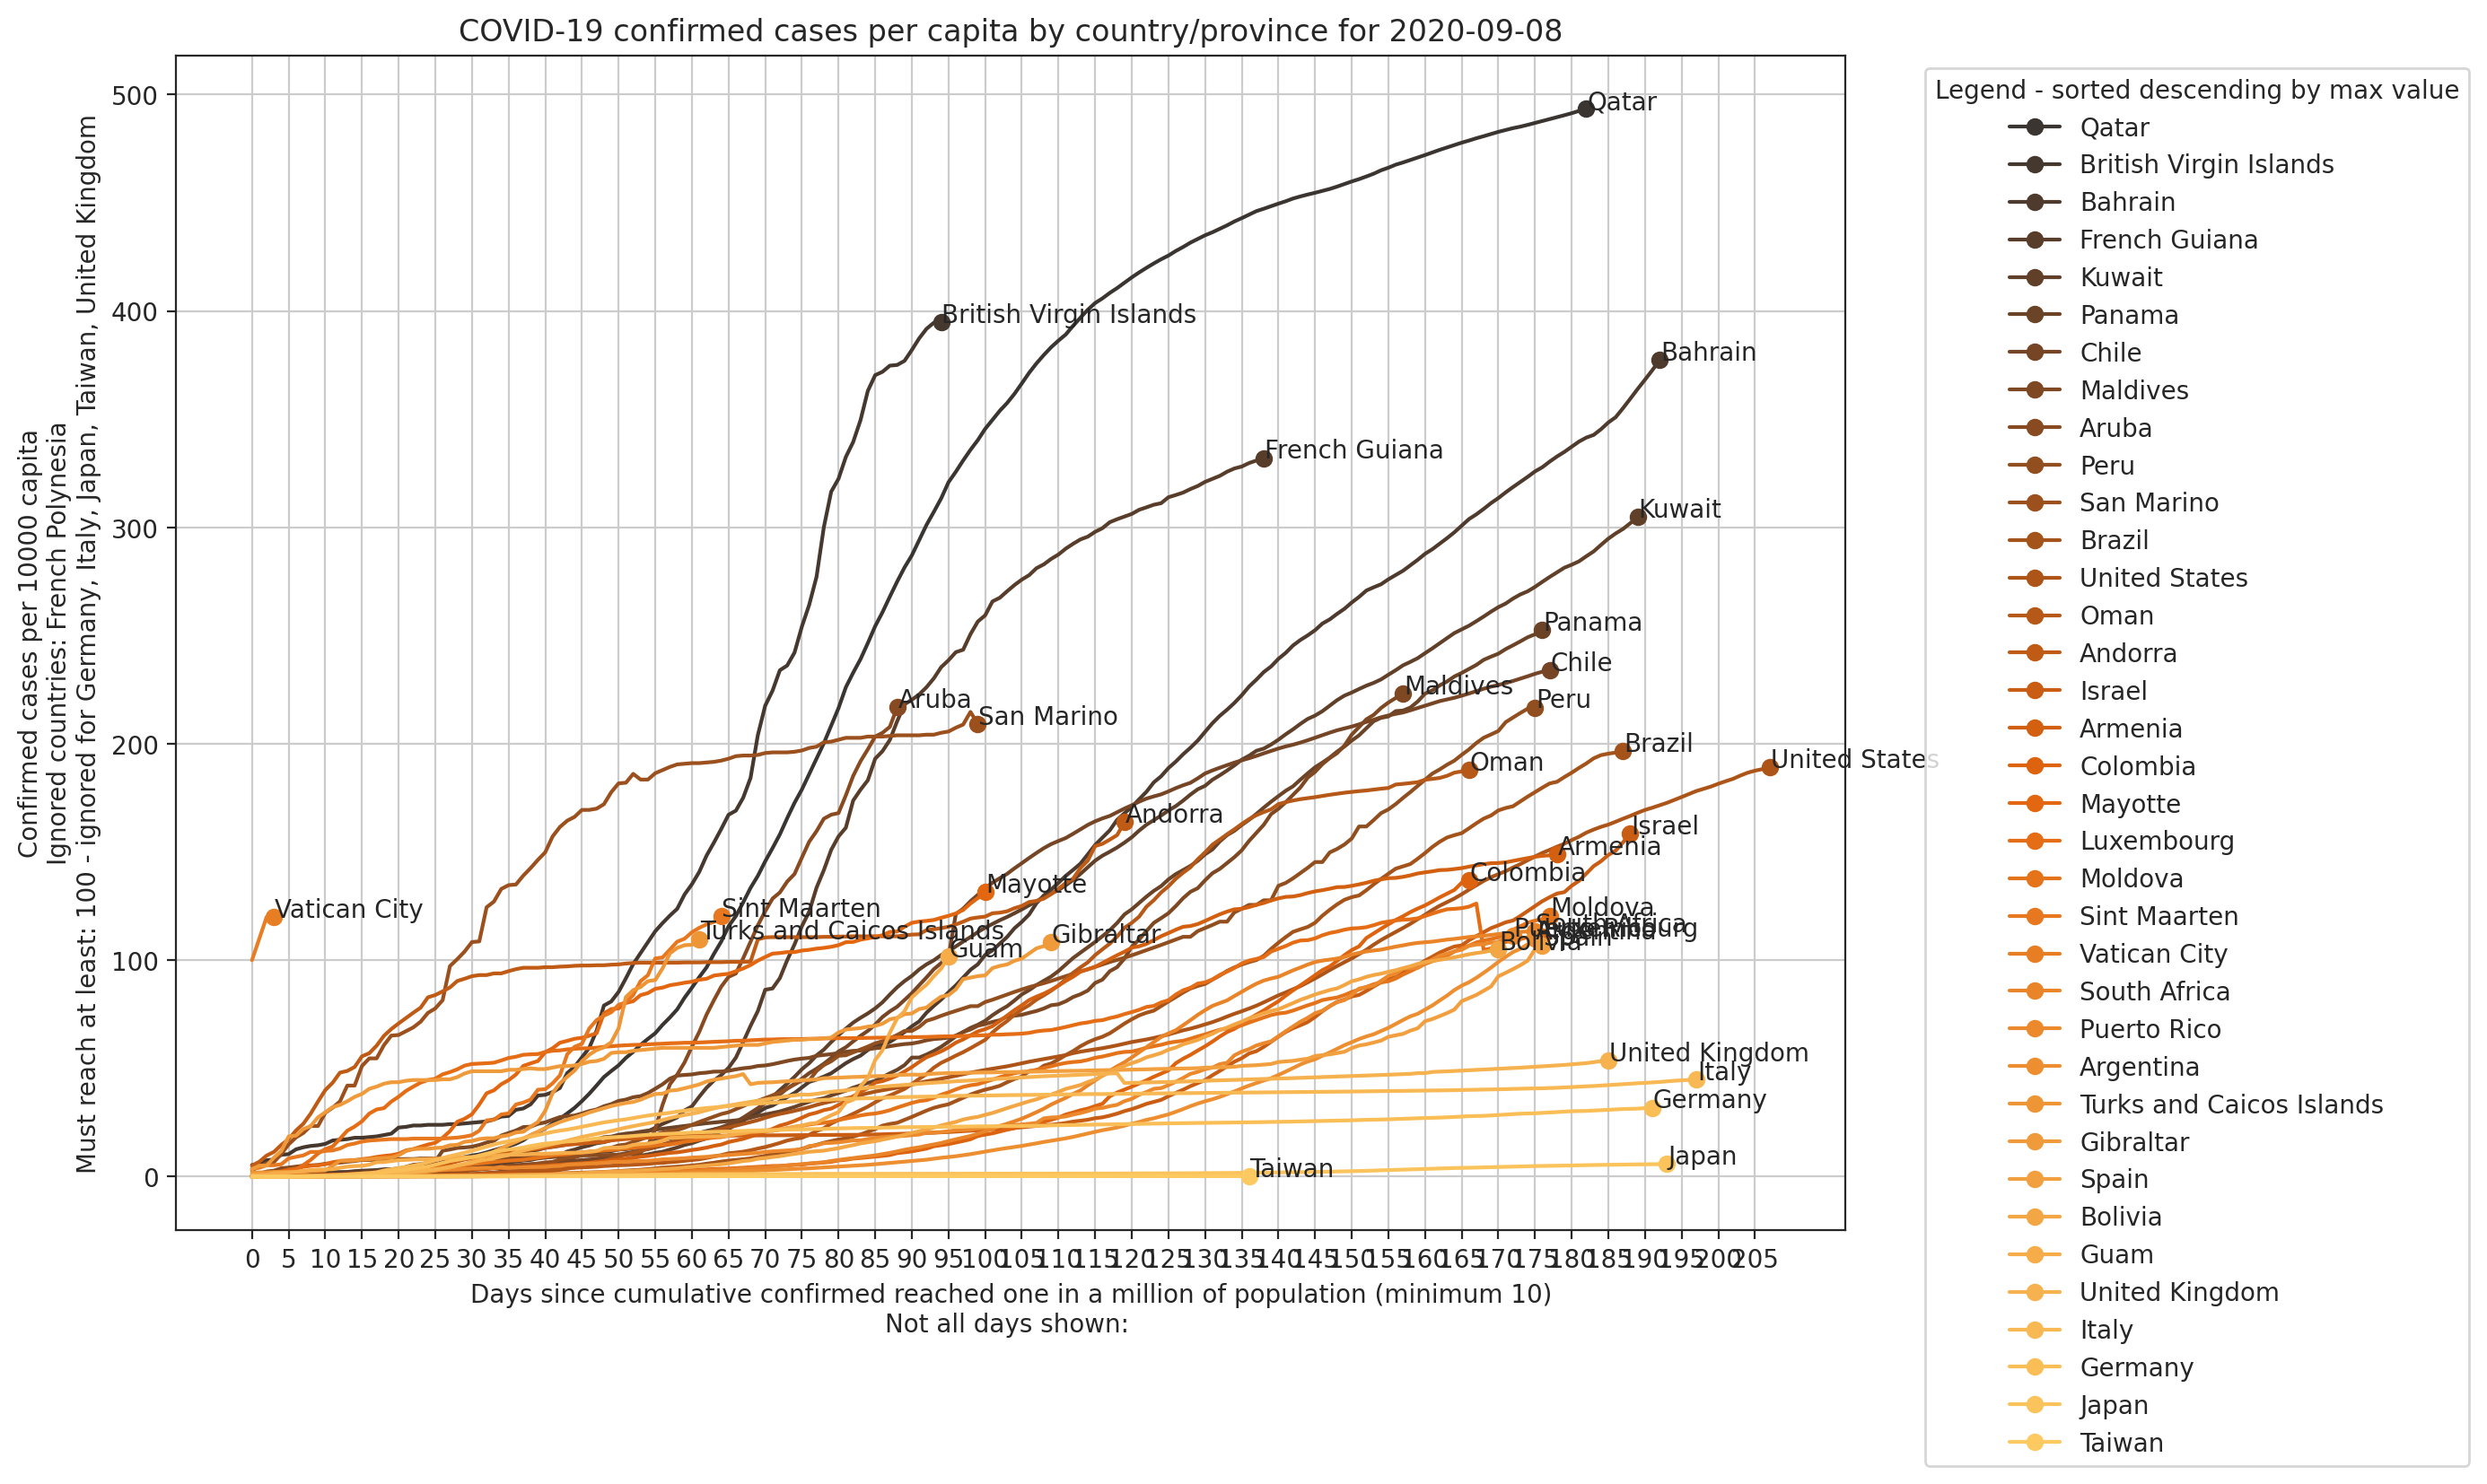 COVID-19 confirmed cases per capita by country/province for 2020-09-08
Confirmed cases per 10000 capita
Ignored countries: French Polynesia
Must reach at least: 100 - ignored for Germany, Italy, Japan, Taiwan, United Kingdom
500
400
300
200
100
0
Qatar
British Virgin Islands
Bahrain
French Guiana
Kuwait
Panama
Chile
Maldives
Aruba
Peru
San Marino
Brazil
United States
Oman
Andorra
Israel
Armenia
Colombia
Mayotte
Vatican City
Sint Maarten
Moldova
South Africa
Turks and Caicos Islands
Gibraltar
Guam
Spain
Bolivia
United Kingdom
Italy
Germany
Japan
Taiwan
0 5 10 15 20 25 30 35 40 45 50 55 60 65 70 75 80 85 90 95 100 105 110 115 120 125 130 135 140 145 150 155 160 165 170 175 180 185 190 195 200 205
Days since cumulative confirmed reached one in a million of population (minimum 10)
Not all days shown:
Legend - sorted descending by max value
Qatar
British Virgin Islands
Bahrain
French Guiana
Kuwait
Panama
Chile
Maldives
Aruba
Peru
San Marino
Brazil
United States
Oman
Andorra
Israel
Armenia
Colombia
Mayotte
Luxembourg
Moldova
Sint Maarten
Vatican City
South Africa
Puerto Rico
Argentina
Turks and Caicos Islands
Gibraltar
Spain
Bolivia
Guam
United Kingdom
Italy
Germany
Japan
Taiwan